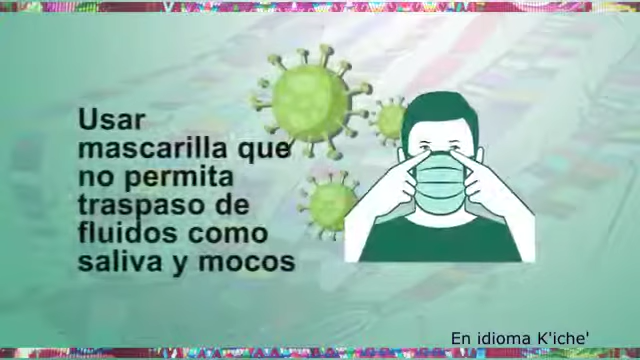 Usar
mascarilla que
no permita
traspaso de
fluidos como
saliva y mocos
En idioma K'iche'